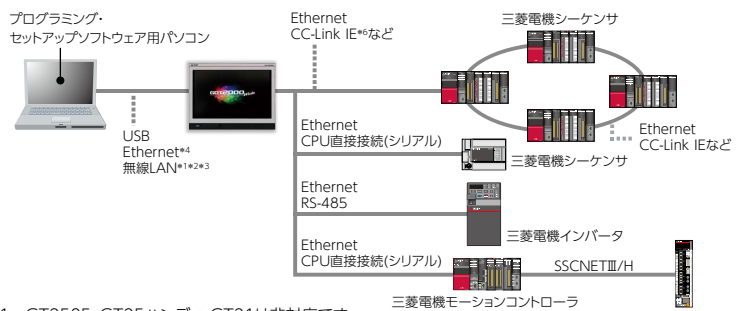 プログラミング・
セットアップソフトウェア用パソコン
Ethernet
CC-Link IE*6など
三菱電機シーケンサ
GOT2000
USB
Ethernet*4
無線LAN*1*2*3
Ethernet
CPU直接接続(シリアル)
三菱電機シーケンサ
Ethernet
CC-Link IEなど
Ethernet
RS-485
三菱電機インバータ
Ethernet
CPU直接接続(シリアル)
SSCNETⅢ/H
三菱電機モーションコントローラ